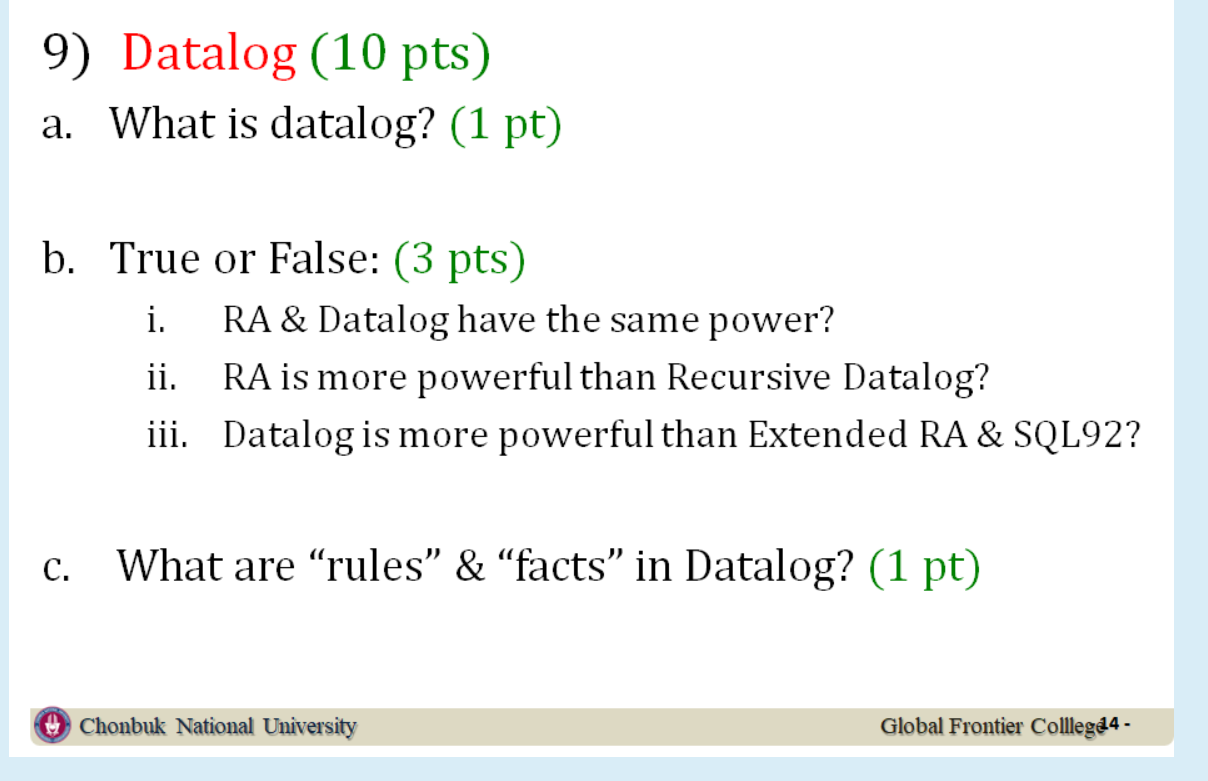 9) Datalog (10 pts)
a. What is datalog? (1 pt)
b. True or False: (3 pts)
i. RA & Datalog have the same power?
ii. RA is more powerful than Recursive Datalog?
iii. Datalog is more powerful than Extended RA & SQL92?
c. What are “rules” & “facts” in Datalog? (1 pt)
Chonbuk National University
Global Frontier Colllege14 -